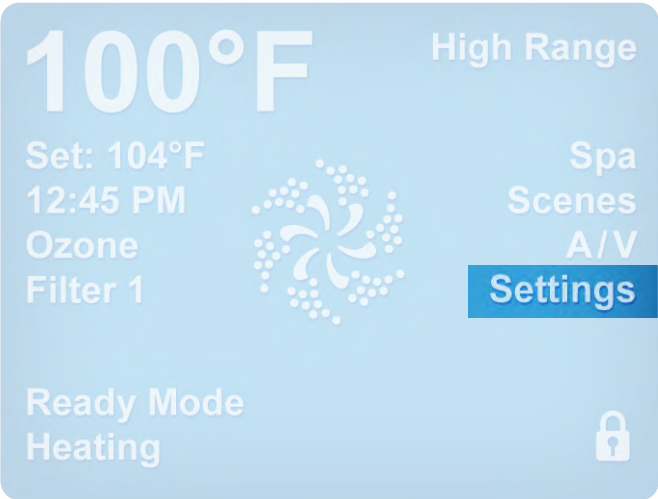 100°F
High Range
Set: 104°F
Spa
12:45 PM
Scenes
Ozone
A/V
Filter 1
Settings
Ready Mode
Heating